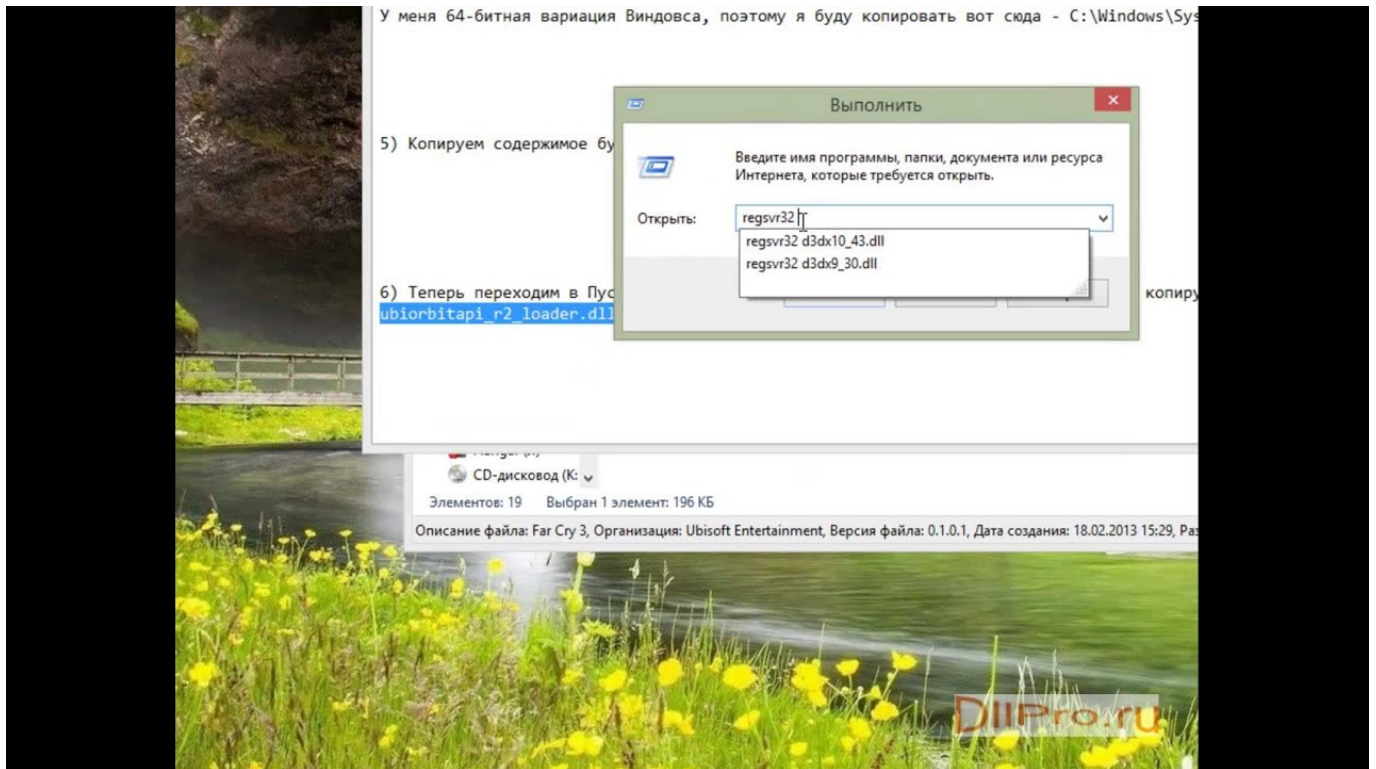 У меня 64-битная вариация Виндовса, поэтому я буду копировать вот сюда - C:\Windows\Sys
Выполнить
5) Копируем содержимое бу
Введите имя программы, папки, документа или ресурса
Интернета, которые требуется открыть.
Открыть:
regsvr32
regsvr32 d3dx10_43.dll
regsvr32 d3dx9_30.dll
6) Теперь переходим в Пус
копиру
ubiorbitapi_r2_loader.dll
CD-дисковод (K:
Элементов: 19 Выбран 1 элемент: 196 КБ
Описание файла: Far Cry 3, Организация: Ubisoft Entertainment, Версия файла: 0.1.0.1, Дата создания: 18.02.2013 15:29, Раз
DllPro.ru